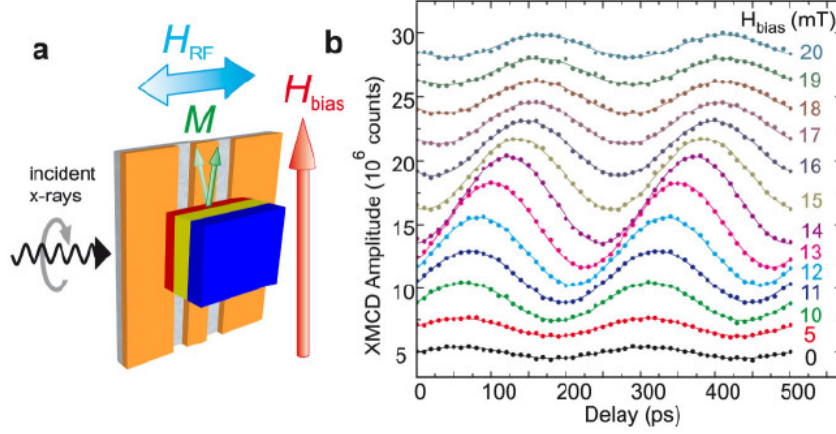 a
H_RF
H_bias
M
incident
x-rays
b
H_bias (mT)
XMCD Amplitude (10^6 counts)
30
25
20
15
10
5
20
19
18
17
16
15
14
13
12
11
10
5
0
0 100 200 300 400 500
Delay (ps)